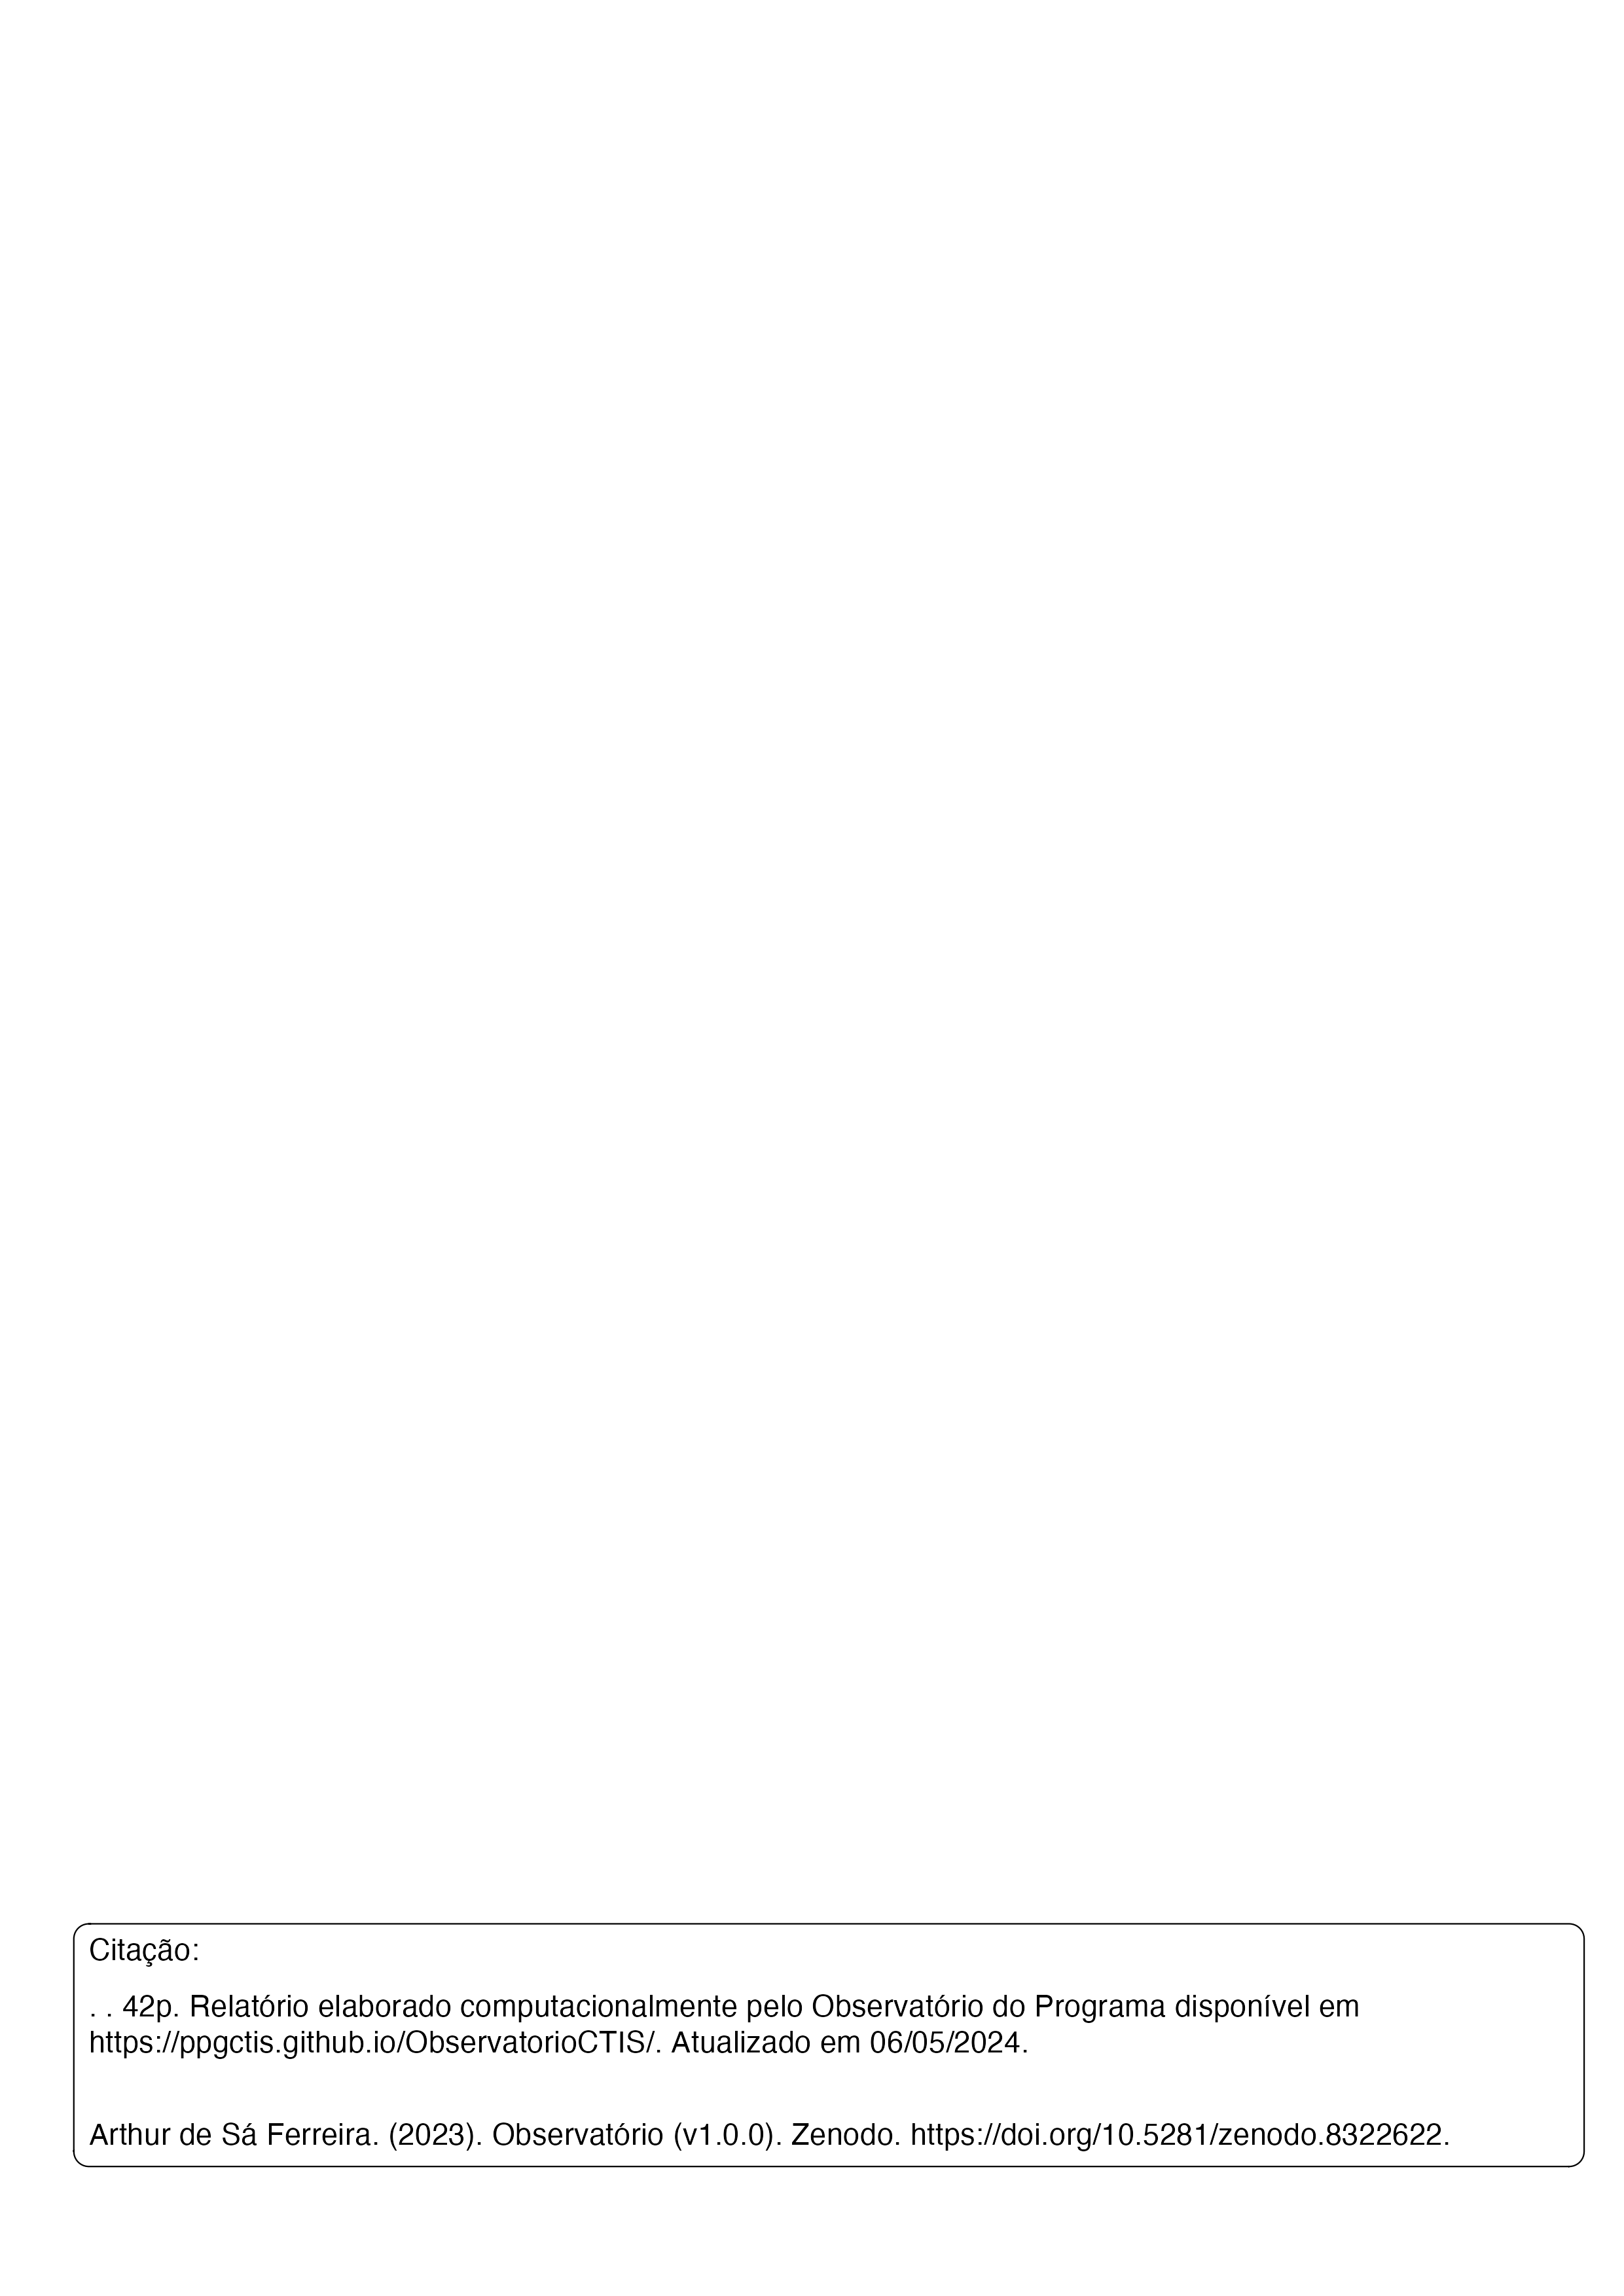 Citação:
. . 42p. Relatório elaborado computacionalmente pelo Observatório do Programa disponível em
https://ppgctis.github.io/ObservatorioCTIS/. Atualizado em 06/05/2024.
Arthur de Sá Ferreira. (2023). Observatório (v1.0.0). Zenodo. https://doi.org/10.5281/zenodo.8322622.